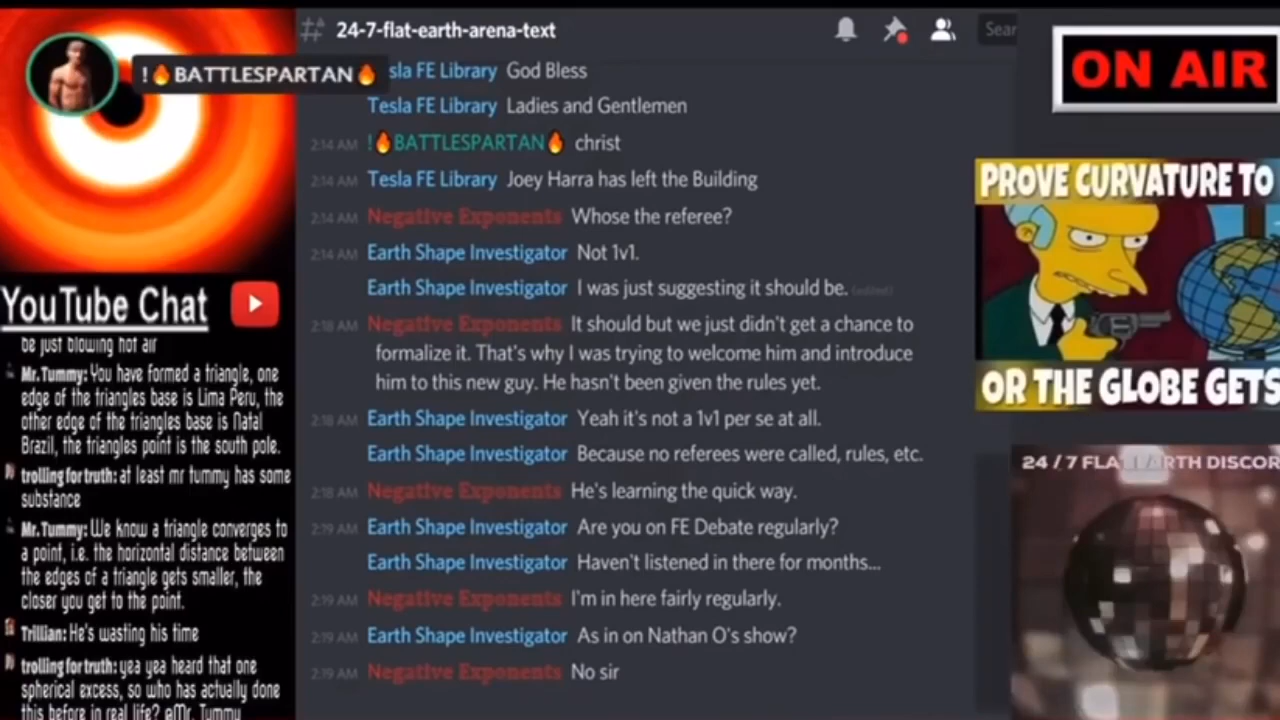 # 24-7-flat-earth-arena-text
Sear
ON AIR
!🔥BATTLESPARTAN🔥
sla FE Library God Bless
Tesla FE Library Ladies and Gentlemen
2:14 AM !🔥BATTLESPARTAN🔥 christ
2:14 AM Tesla FE Library Joey Harra has left the Building
2:14 AM Negative Exponents Whose the referee?
2:14 AM Earth Shape Investigator Not 1v1.
Earth Shape Investigator I was just suggesting it should be. (edited)
2:18 AM Negative Exponents It should but we just didn't get a chance to
formalize it. That's why I was trying to welcome him and introduce
him to this new guy. He hasn't been given the rules yet.
2:18 AM Earth Shape Investigator Yeah it's not a 1v1 per se at all.
Earth Shape Investigator Because no referees were called, rules, etc.
2:18 AM Negative Exponents He's learning the quick way.
2:19 AM Earth Shape Investigator Are you on FE Debate regularly?
Earth Shape Investigator Haven't listened in there for months...
2:19 AM Negative Exponents I'm in here fairly regularly.
2:19 AM Earth Shape Investigator As in on Nathan O's show?
2:19 AM Negative Exponents No sir
YouTube Chat
be just blowing hot air
Mr.Tummy: You have formed a triangle, one
edge of the triangles base is Lima Peru, the
other edge of the triangles base is Natal
Brazil, the triangles point is the south pole.
trolling for truth: at least mr tummy has some
substance
Mr.Tummy: We know a triangle converges to
a point, i.e. the horizontal distance between
the edges of a triangle gets smaller, the
closer you get to the point.
Trillian: He's wasting his time
trolling for truth: yea yea heard that one
spherical excess, so who has actually done
this before in real life? @Mr. Tummy
PROVE CURVATURE TO
OR THE GLOBE GETS
24 / 7 FLAT EARTH DISCOR